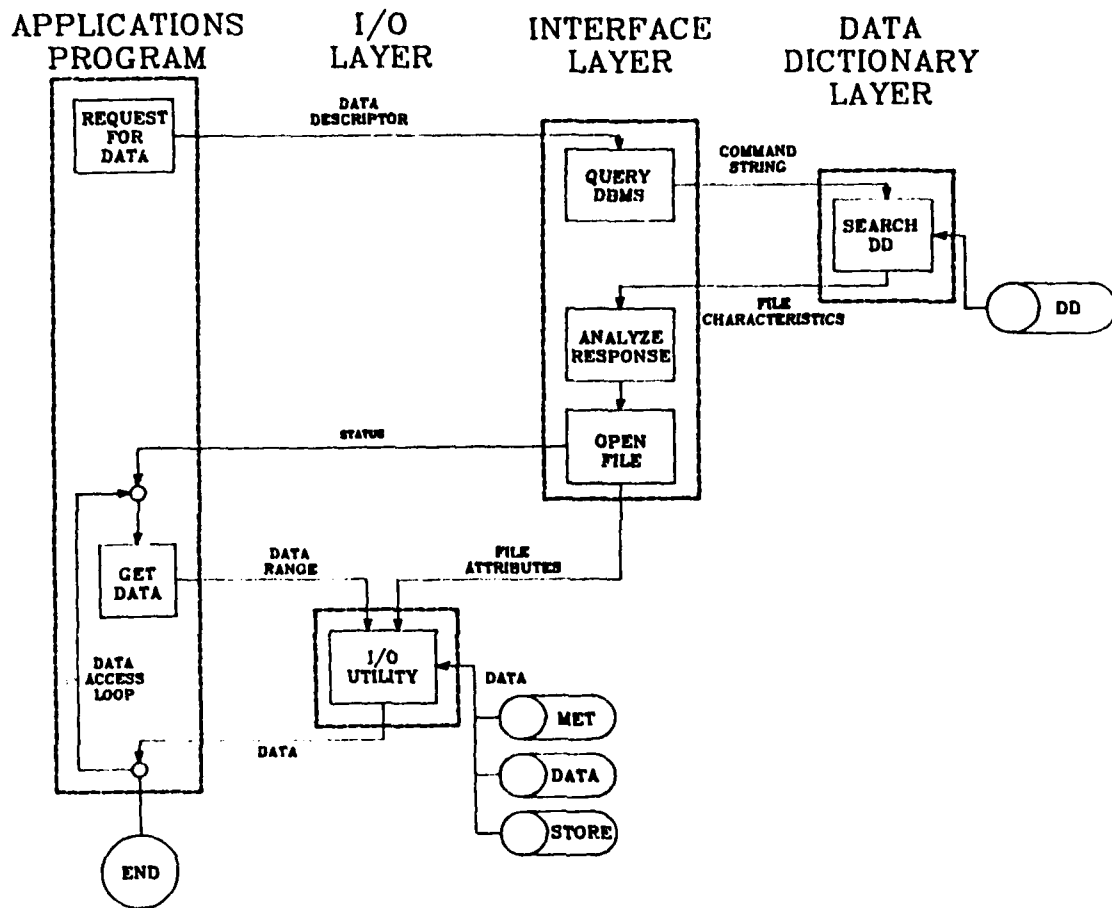 APPLICATIONS
PROGRAM
I/O
LAYER
INTERFACE
LAYER
DATA
DICTIONARY
LAYER
REQUEST
FOR
DATA
DATA
DESCRIPTOR
QUERY
DBMS
COMMAND
STRING
SEARCH
DD
DD
FILE
CHARACTERISTICS
ANALYZE
RESPONSE
OPEN
FILE
STATUS
GET
DATA
DATA
RANGE
FILE
ATTRIBUTES
I/O
UTILITY
DATA
ACCESS
LOOP
DATA
MET
DATA
STORE
DATA
END